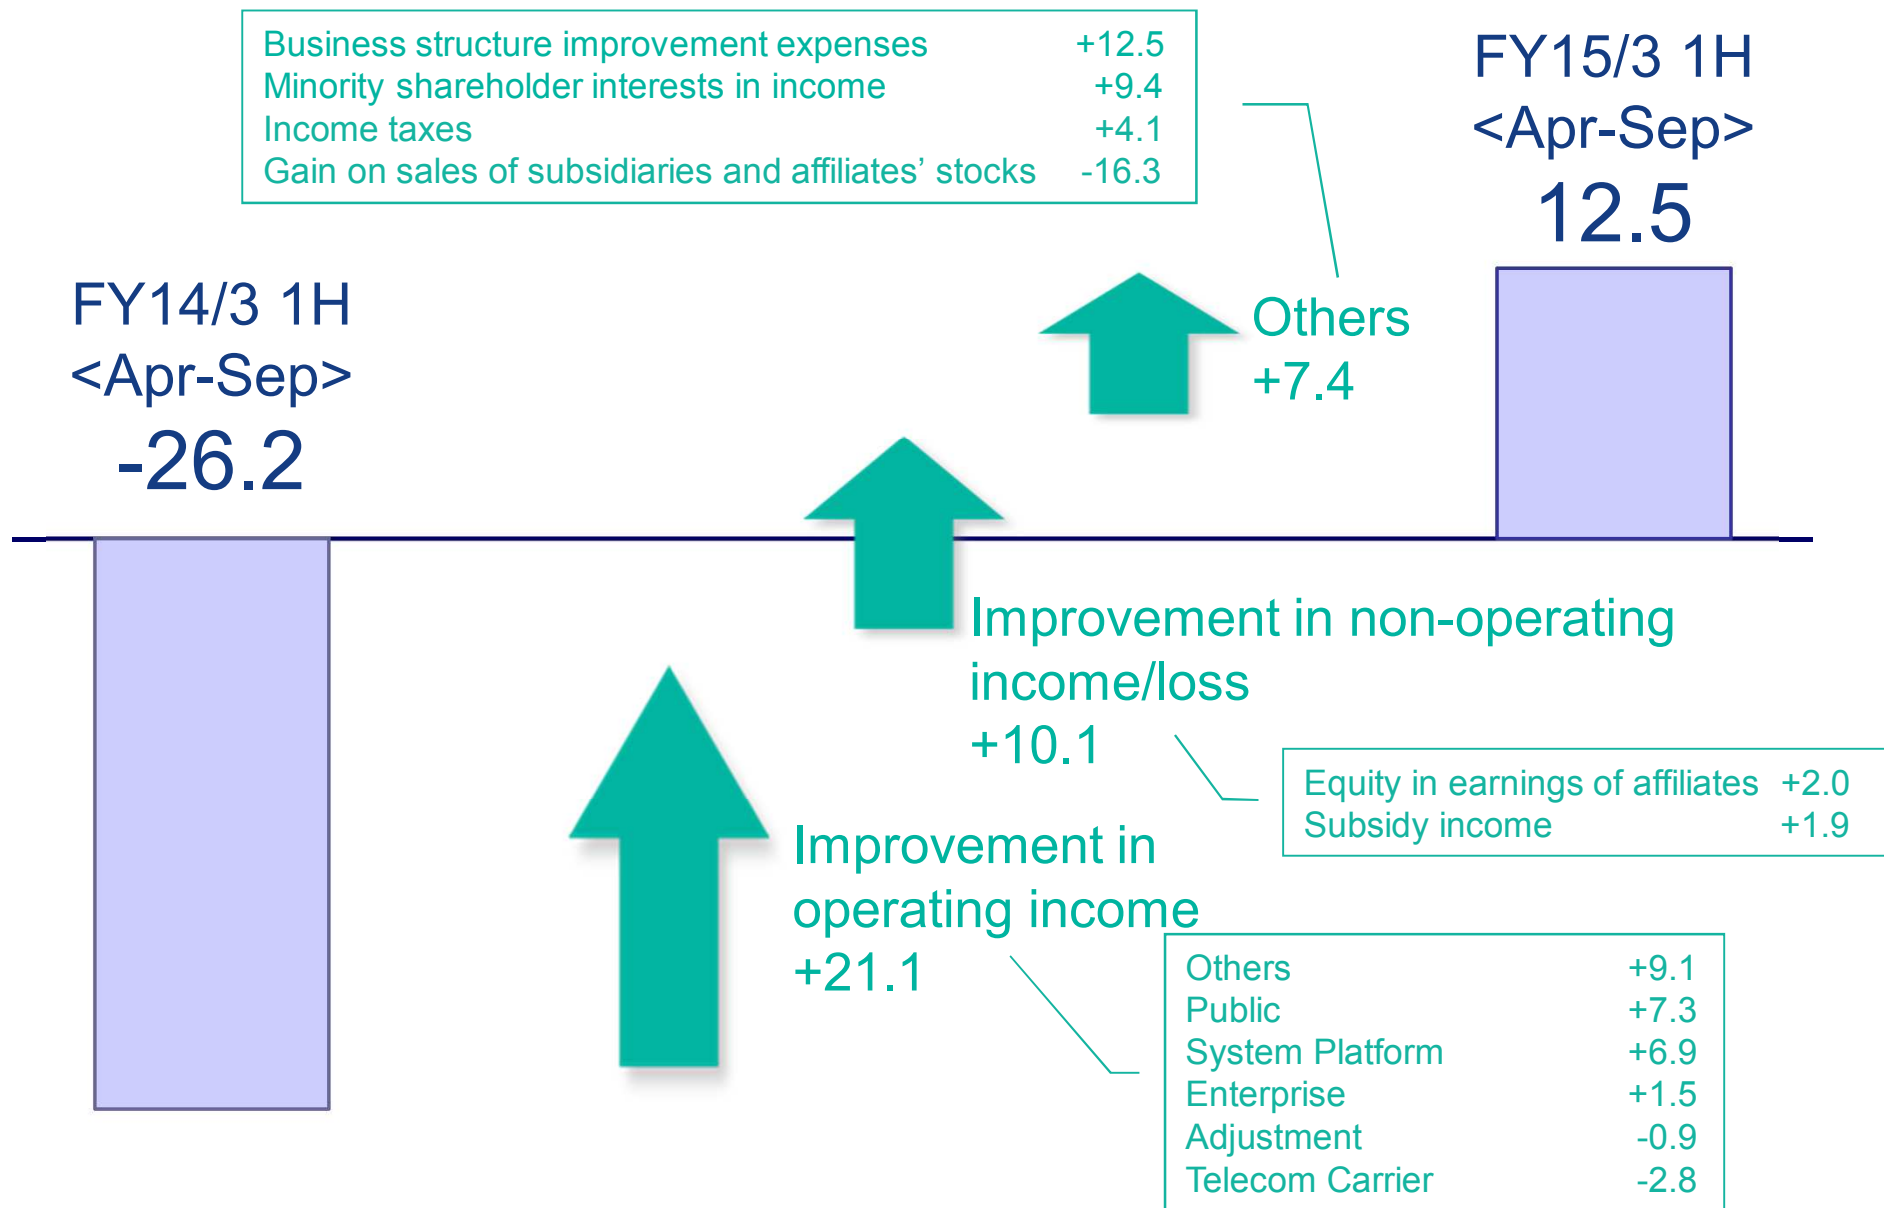 Business structure improvement expenses +12.5
Minority shareholder interests in income +9.4
Income taxes +4.1
Gain on sales of subsidiaries and affiliates’ stocks -16.3
FY15/3 1H
<Apr-Sep>
12.5
FY14/3 1H
<Apr-Sep>
-26.2
Others
+7.4
Improvement in non-operating
income/loss
+10.1
Equity in earnings of affiliates +2.0
Subsidy income +1.9
Improvement in
operating income
+21.1
Others +9.1
Public +7.3
System Platform +6.9
Enterprise +1.5
Adjustment -0.9
Telecom Carrier -2.8